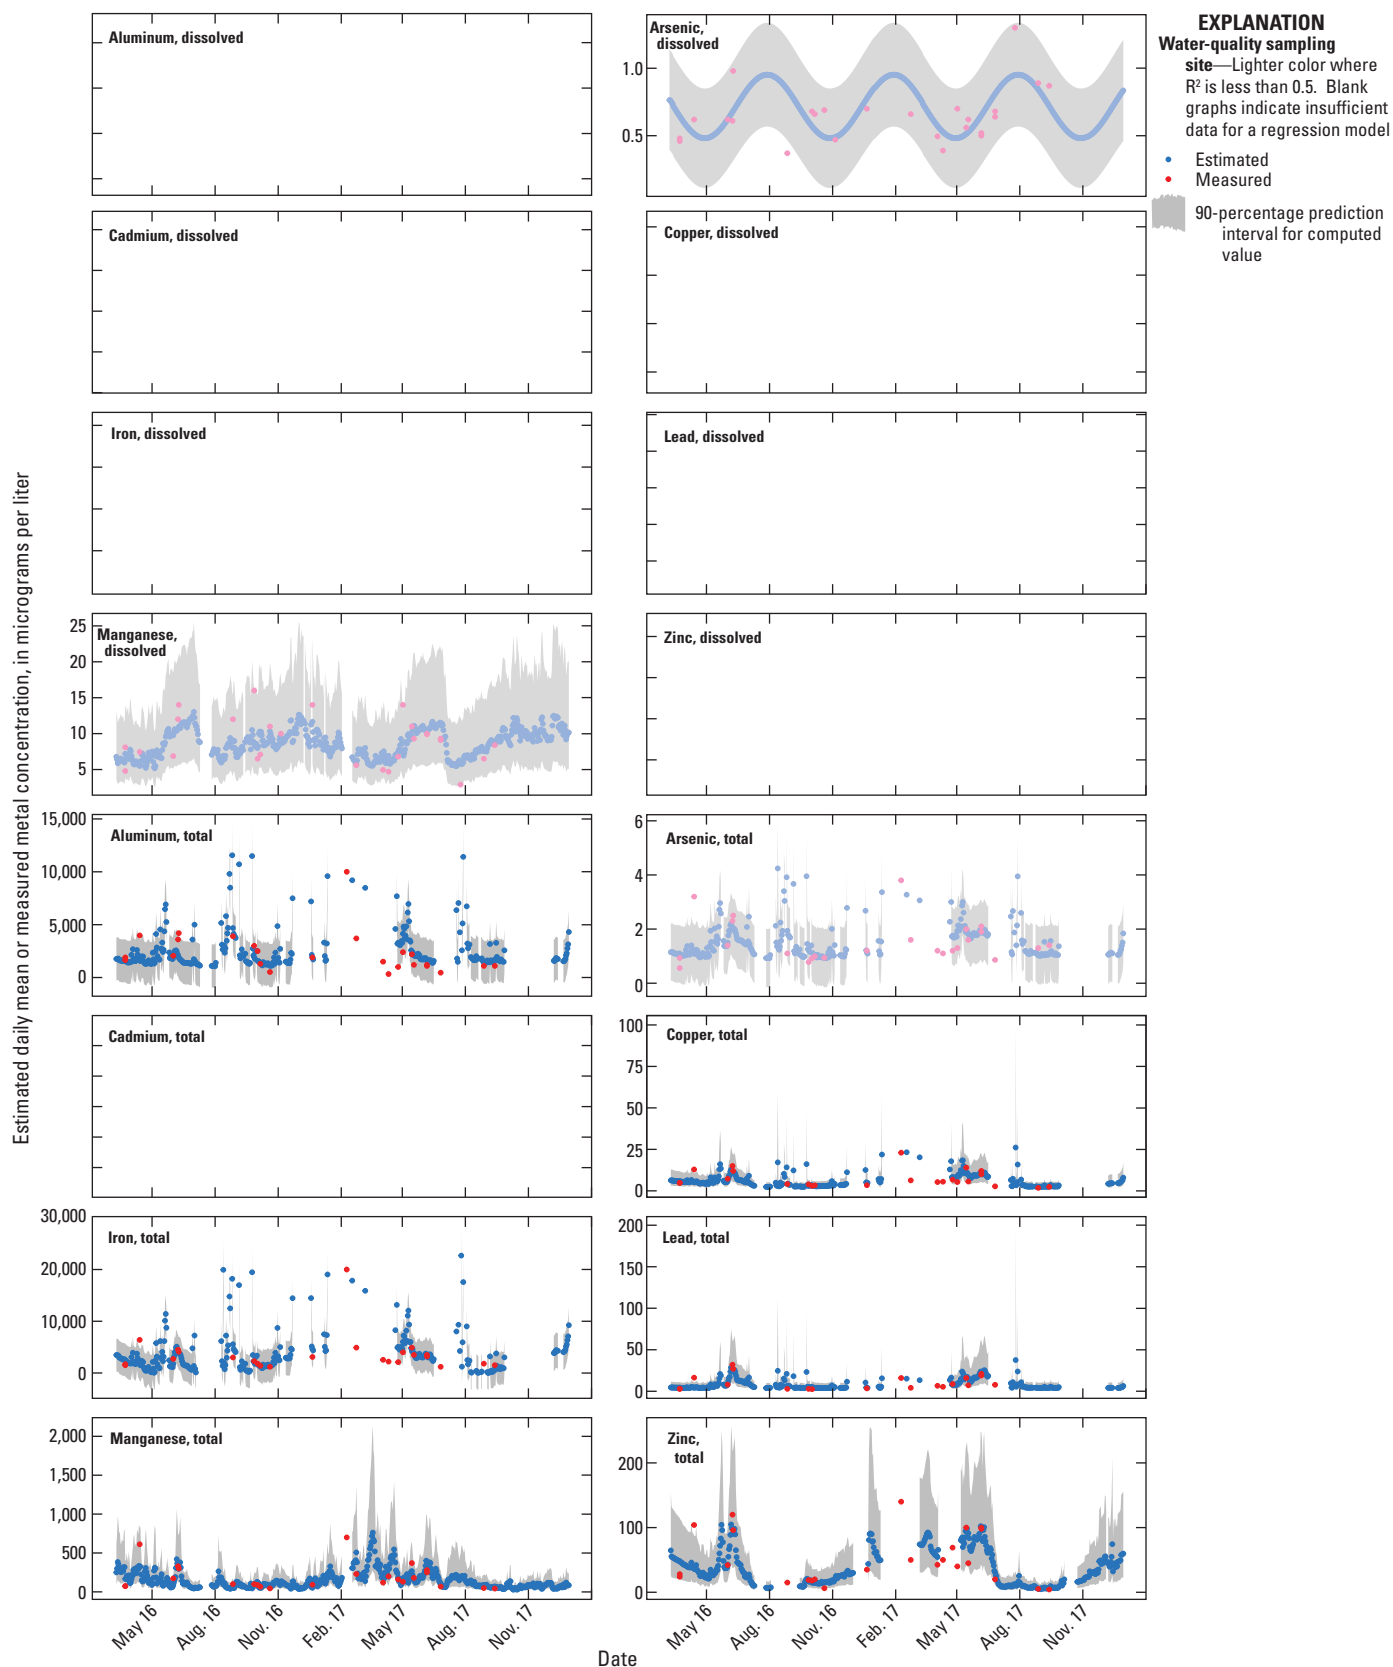 EXPLANATION
Water-quality sampling
site—Lighter color where
R² is less than 0.5. Blank
graphs indicate insufficient
data for a regression model
Estimated
Measured
90-percentage prediction
interval for computed
value
Estimated daily mean or measured metal concentration, in micrograms per liter
Aluminum, dissolved
Arsenic,
dissolved
1.0
0.5
Cadmium, dissolved
Copper, dissolved
Iron, dissolved
Lead, dissolved
Manganese,
dissolved
25
20
15
10
5
Zinc, dissolved
Aluminum, total
15,000
10,000
5,000
0
Arsenic, total
6
4
2
0
Cadmium, total
Copper, total
100
75
50
25
0
Iron, total
30,000
20,000
10,000
0
Lead, total
200
150
100
50
0
Manganese, total
2,000
1,500
1,000
500
0
Zinc,
total
200
100
0
May 16 Aug. 16 Nov. 16 Feb. 17 May 17 Aug. 17 Nov. 17
May 16 Aug. 16 Nov. 16 Feb. 17 May 17 Aug. 17 Nov. 17
Date